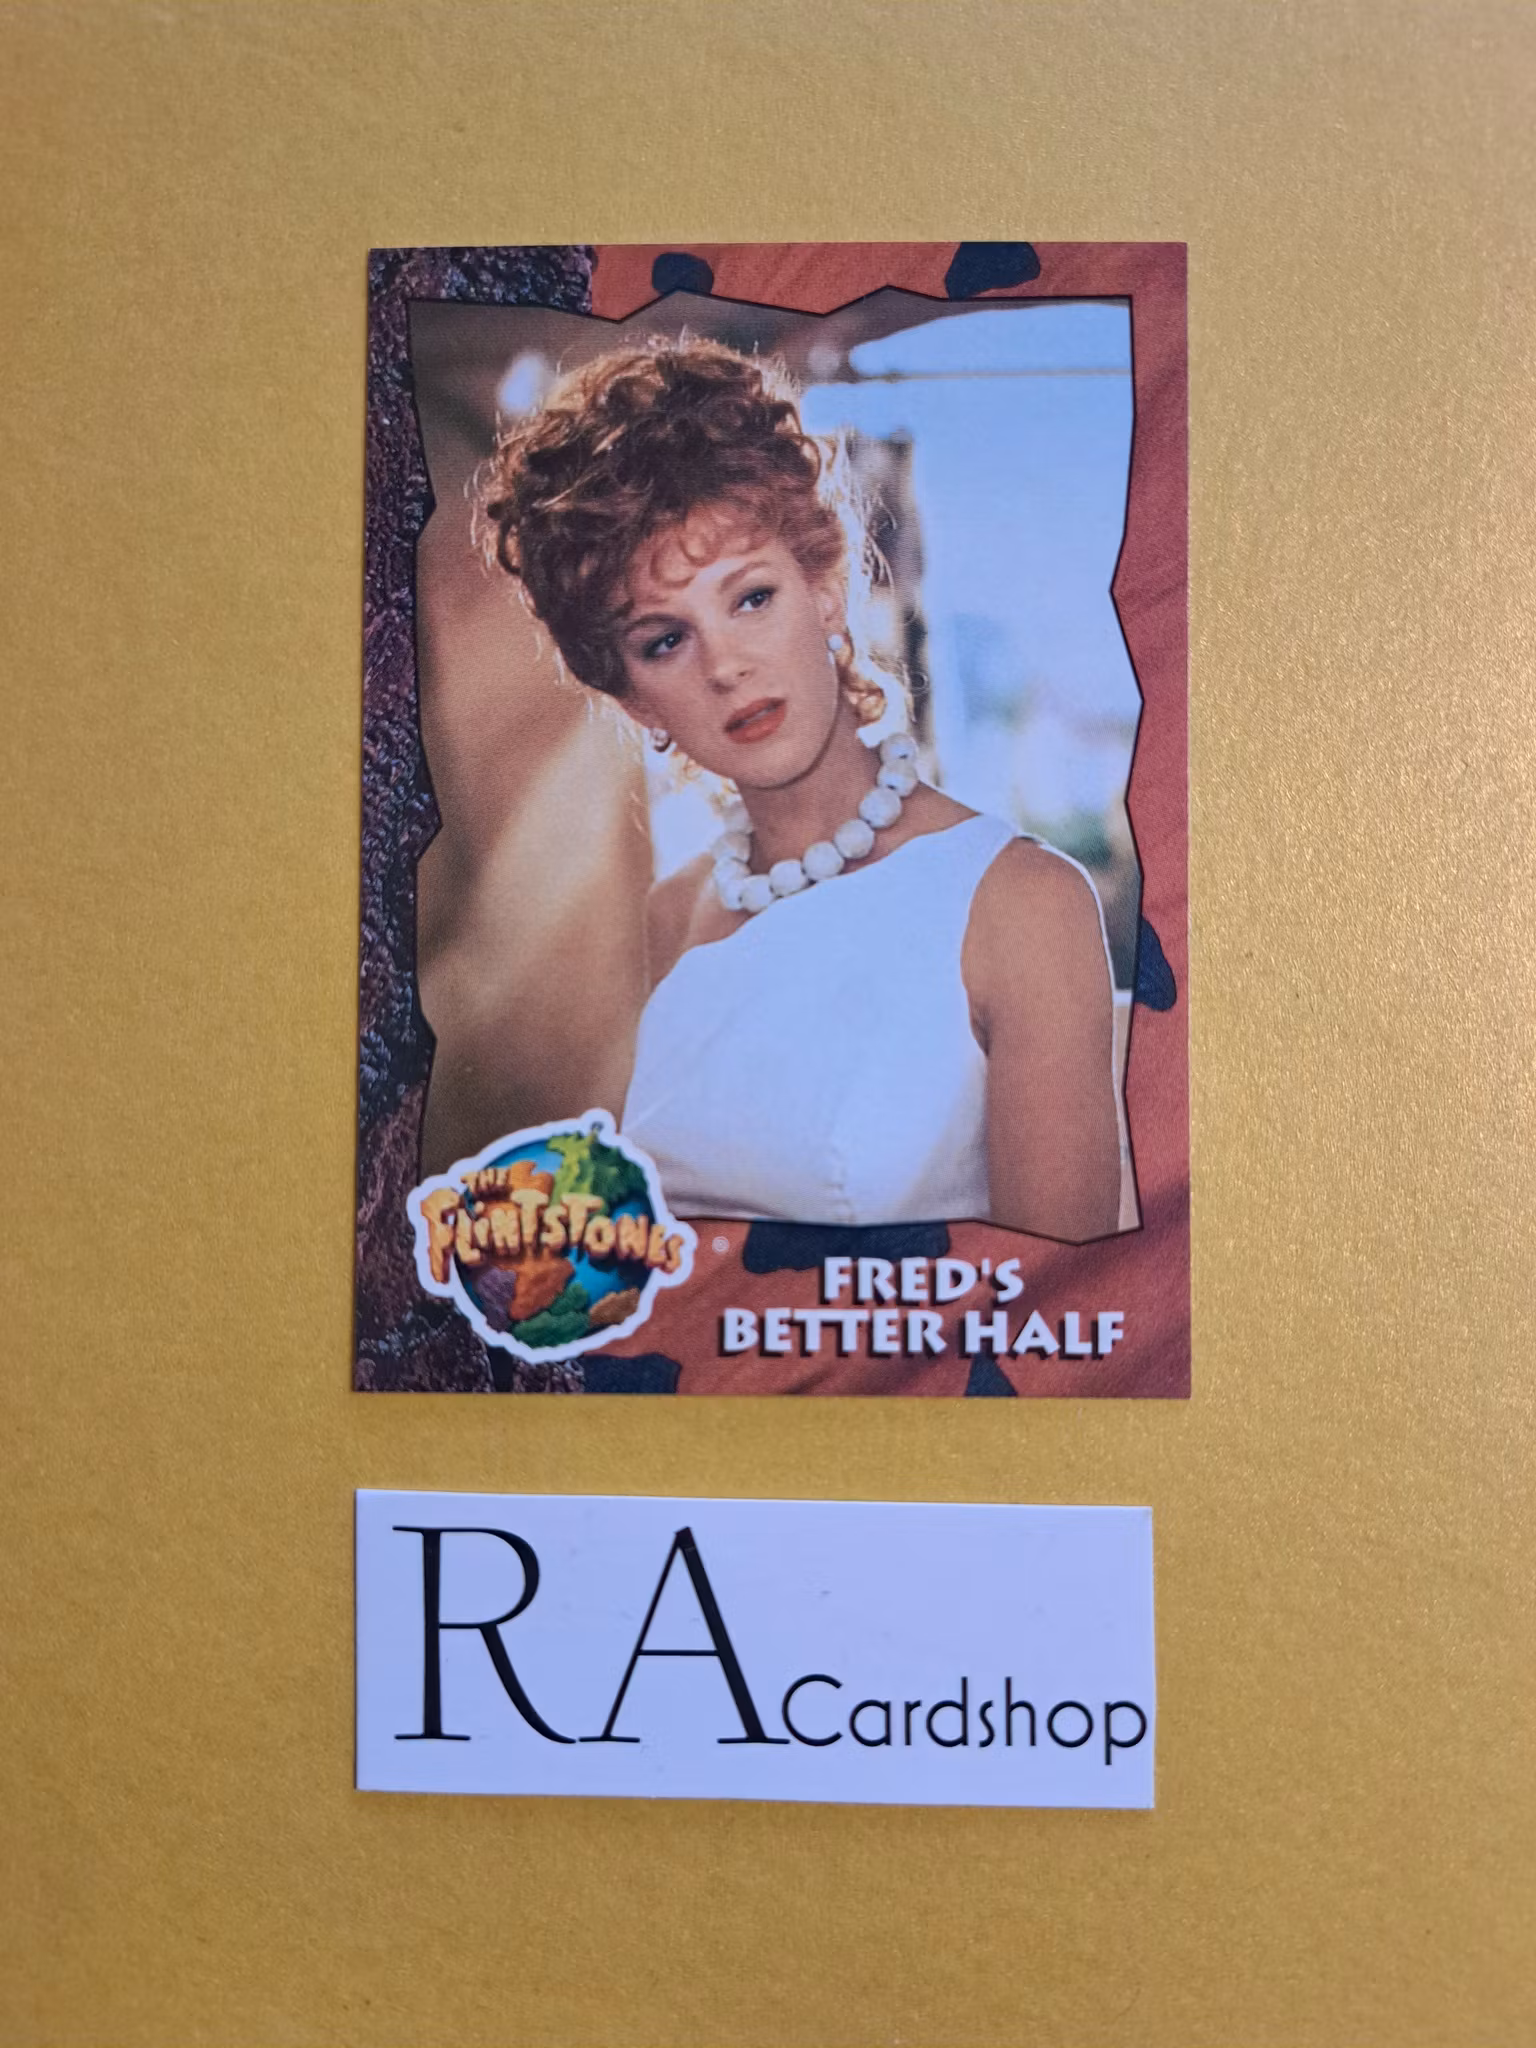 THE
FLINTSTONES
®
FRED'S
BETTER HALF
RA Cardshop